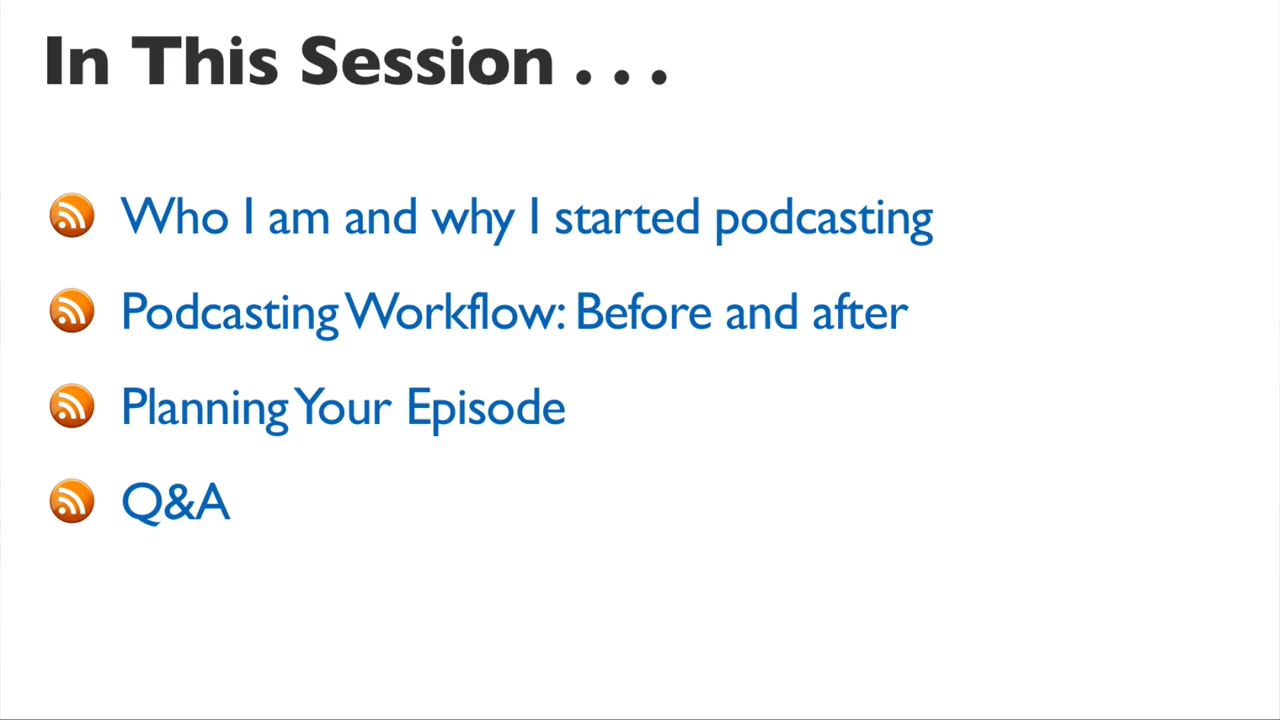 In This Session . . .
Who I am and why I started podcasting
Podcasting Workflow: Before and after
Planning Your Episode
Q&A